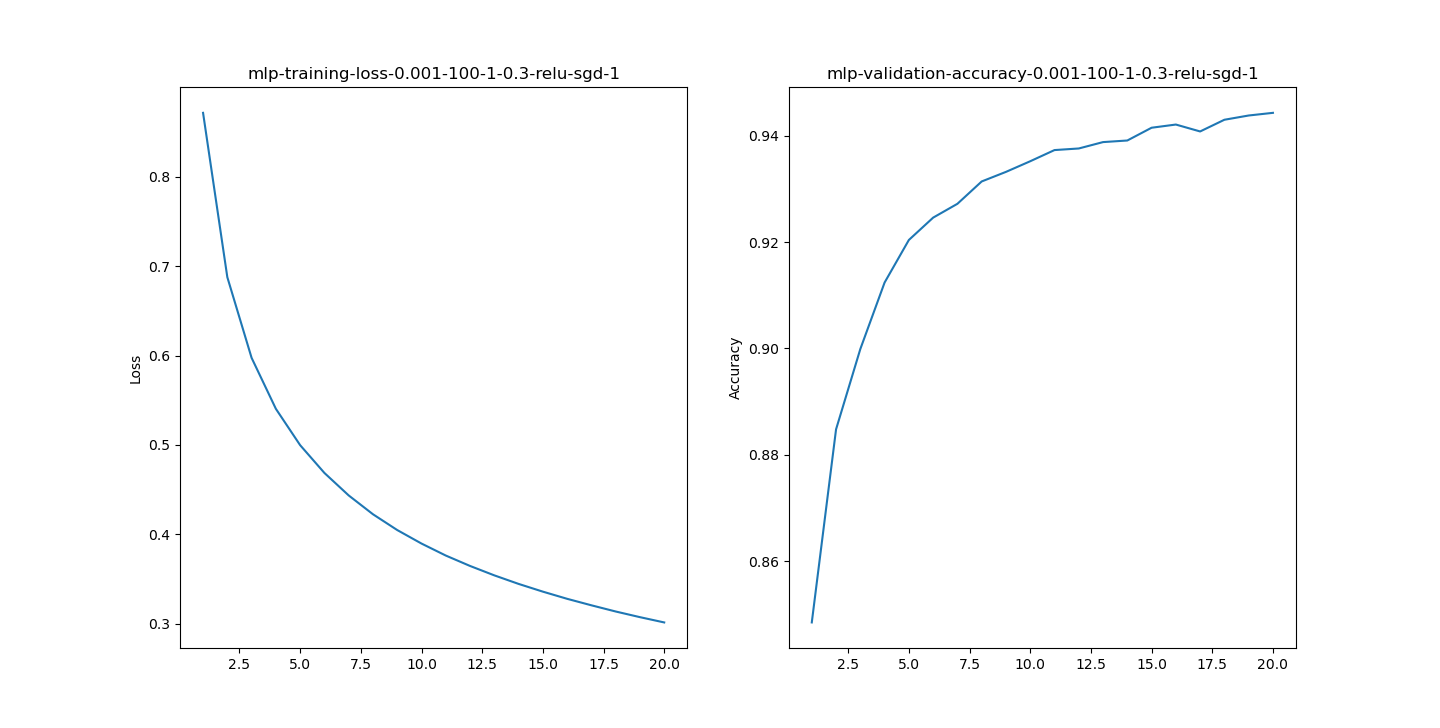 mlp-training-loss-0.001-100-1-0.3-relu-sgd-1
Loss
0.8
0.7
0.6
0.5
0.4
0.3
2.5 5.0 7.5 10.0 12.5 15.0 17.5 20.0
mlp-validation-accuracy-0.001-100-1-0.3-relu-sgd-1
Accuracy
0.94
0.92
0.90
0.88
0.86
2.5 5.0 7.5 10.0 12.5 15.0 17.5 20.0